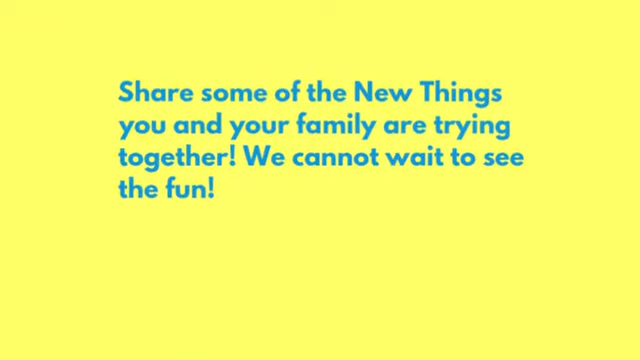 Share some of the New Things
you and your family are trying
together! We cannot wait to see
the fun!